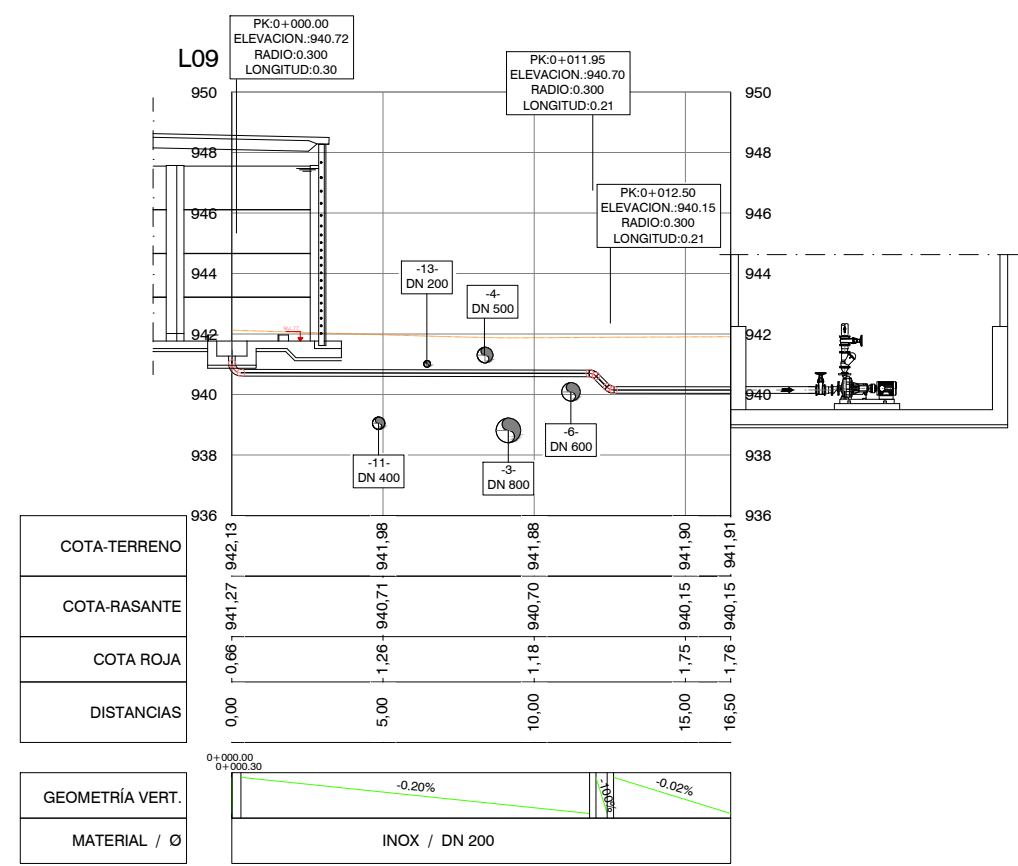 L09
PK:0+000.00
ELEVACION.:940.72
RADIO:0.300
LONGITUD:0.30
PK:0+011.95
ELEVACION.:940.70
RADIO:0.300
LONGITUD:0.21
PK:0+012.50
ELEVACION.:940.15
RADIO:0.300
LONGITUD:0.21
950
948
946
944
942
940
938
936
950
948
946
944
942
940
938
936
-13-
DN 200
-4-
DN 500
-11-
DN 400
-3-
DN 800
-6-
DN 600
COTA-TERRENO
942,13
941,98
941,88
941,90
941,91
COTA-RASANTE
941,27
940,71
940,70
940,15
940,15
COTA ROJA
0,66
1,26
1,18
1,75
1,76
DISTANCIAS
0,00
5,00
10,00
15,00
16,50
0+000.00
0+000.30
GEOMETRÍA VERT.
-0.20%
-100%
-0.02%
MATERIAL / Ø
INOX / DN 200